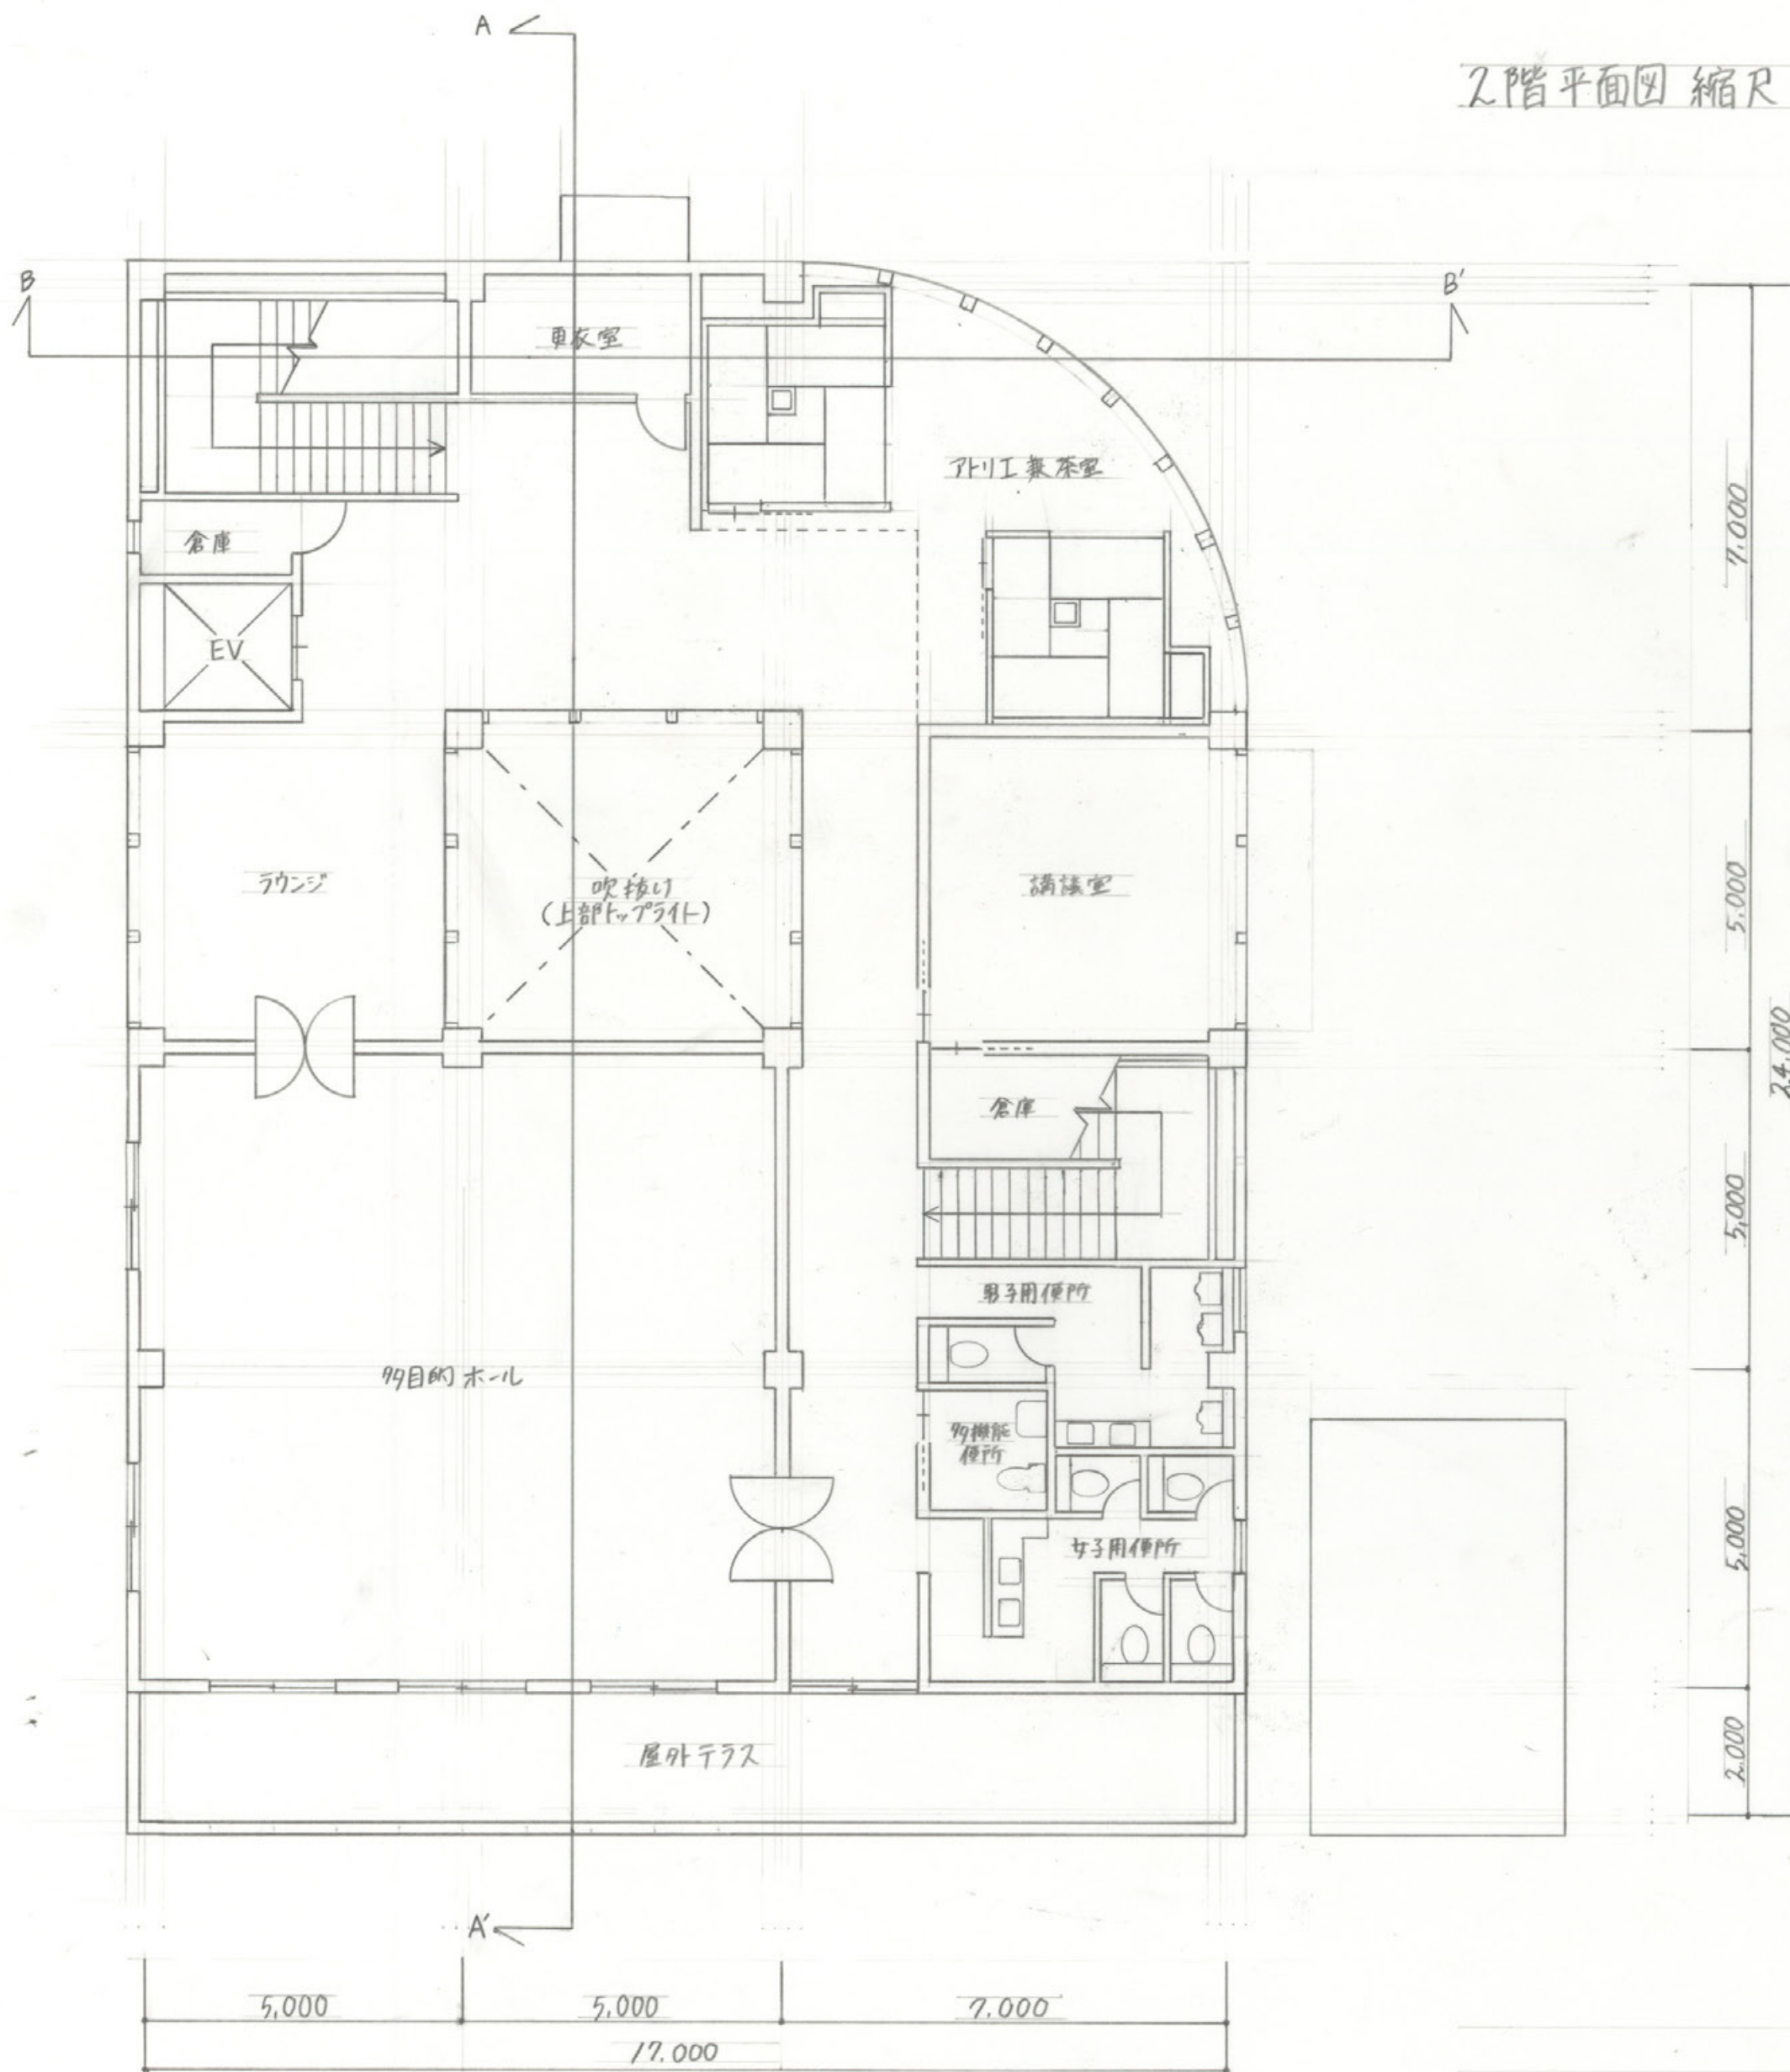 A
2階平面図 縮尺
B
B'
更衣室
アトリエ兼茶室
倉庫
EV
ラウンジ
吹抜け
(上部トップライト)
講議室
倉庫
男子用便所
多目的ホール
多機能
便所
女子用便所
屋外テラス
A'
7,000
5,000
5,000
5,000
2,000
24,000
5,000
5,000
7,000
17,000